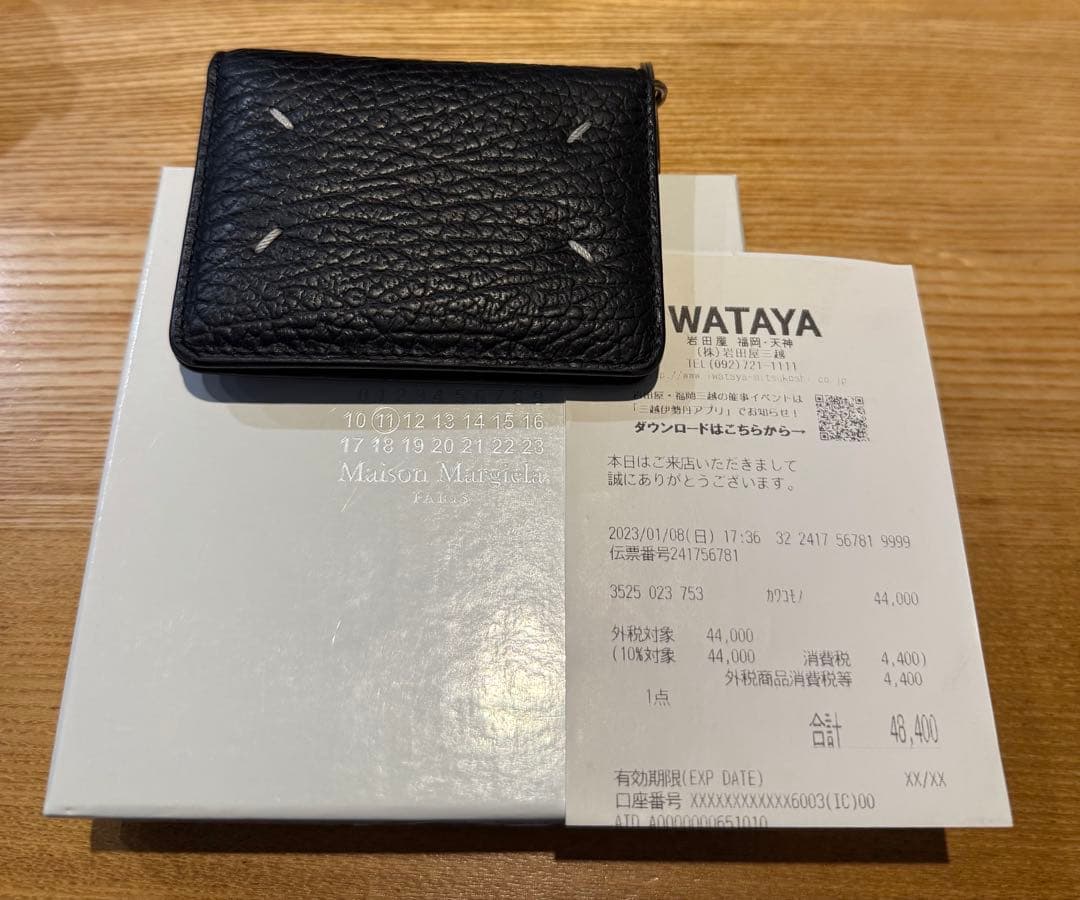 10 11 12 13 14 15 16
17 18 19 20 21 22 23
Maison Margiela
PARIS
WATAYA
岩田屋 福岡・天神
(株)岩田屋三越
TEL(092)721-1111
岩田屋・福岡三越の催事イベントは
「三越伊勢丹アプリ」でお知らせ!
ダウンロードはこちらから→
本日はご来店いただきまして
誠にありがとうございます。
2023/01/08(日) 17:36 32 2417 56781 9999
伝票番号241756781
3525 023 753 カワコモノ 44,000
外税対象 44,000
(10%対象 44,000 消費税 4,400)
外税商品消費税等 4,400
1点
合計 48,400
有効期限(EXP DATE) XX/XX
口座番号 XXXXXXXXXXXX6003(IC)00
AID A0000000651010